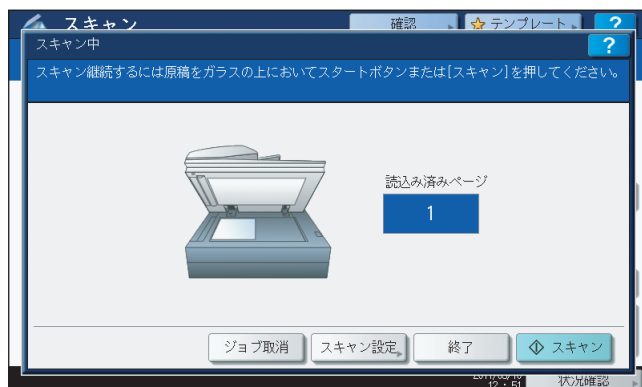 スキャン 確認 テンプレート ?
スキャン中 ?
スキャン継続するには原稿をガラスの上においてスタートボタンまたは[スキャン]を押してください。
読込み済みページ
1
ジョブ取消 スキャン設定 終了 スキャン
状況確認